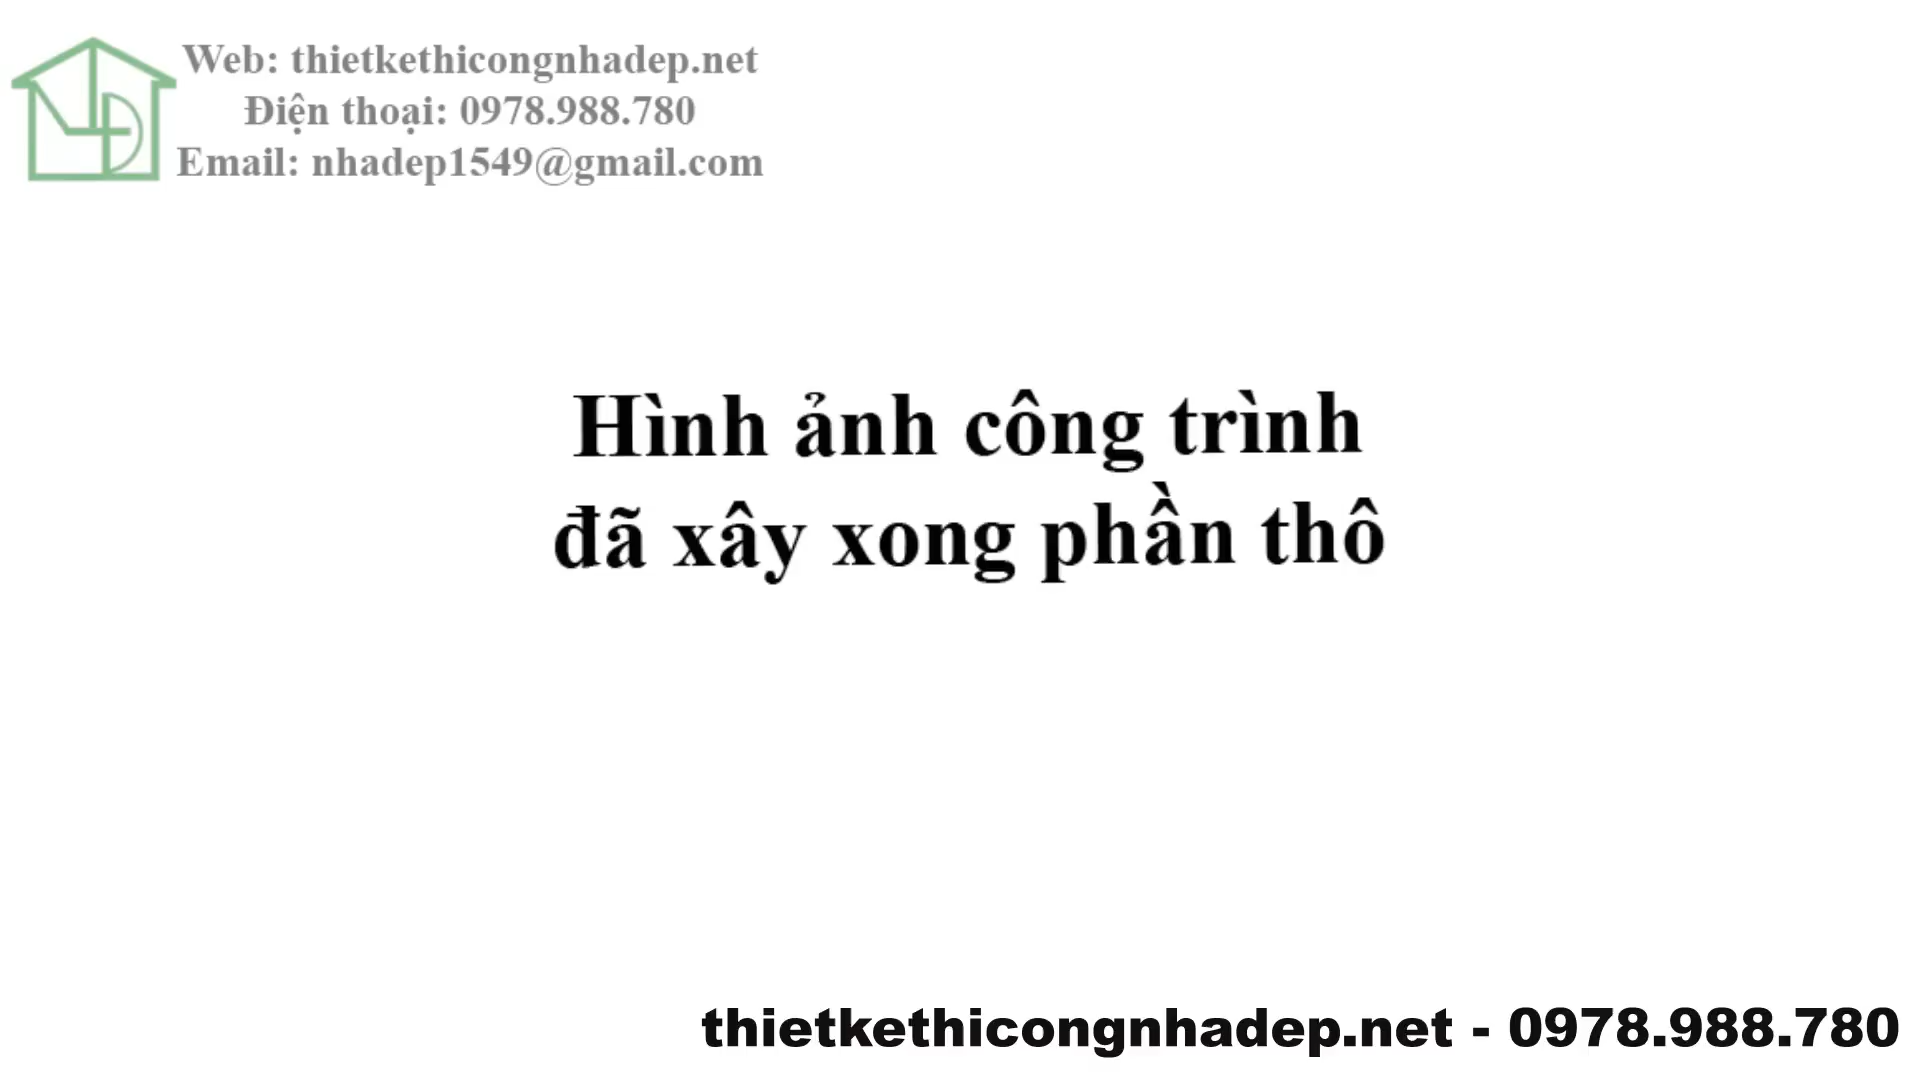 Web: thietkethicongnhadep.net
Điện thoại: 0978.988.780
Email: nhadep1549@gmail.com
Hình ảnh công trình
đã xây xong phần thô
thietkethicongnhadep.net - 0978.988.780